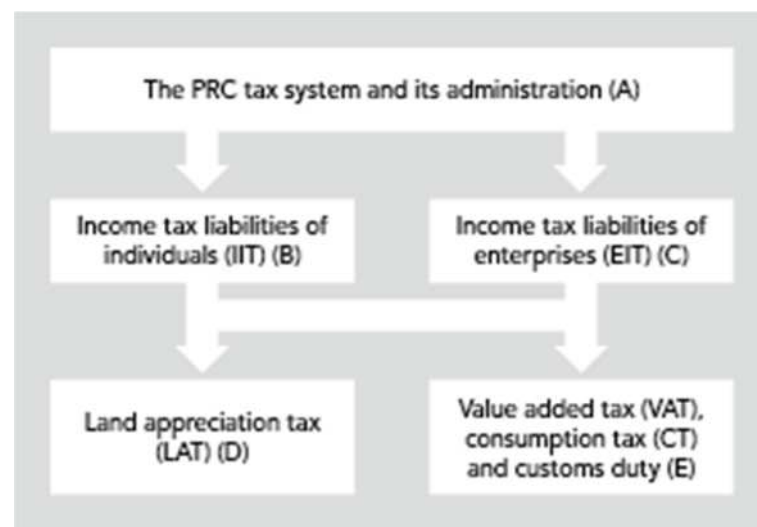 The PRC tax system and its administration (A)
Income tax liabilities of
individuals (IIT) (B)
Income tax liabilities of
enterprises (EIT) (C)
Land appreciation tax
(LAT) (D)
Value added tax (VAT),
consumption tax (CT)
and customs duty (E)